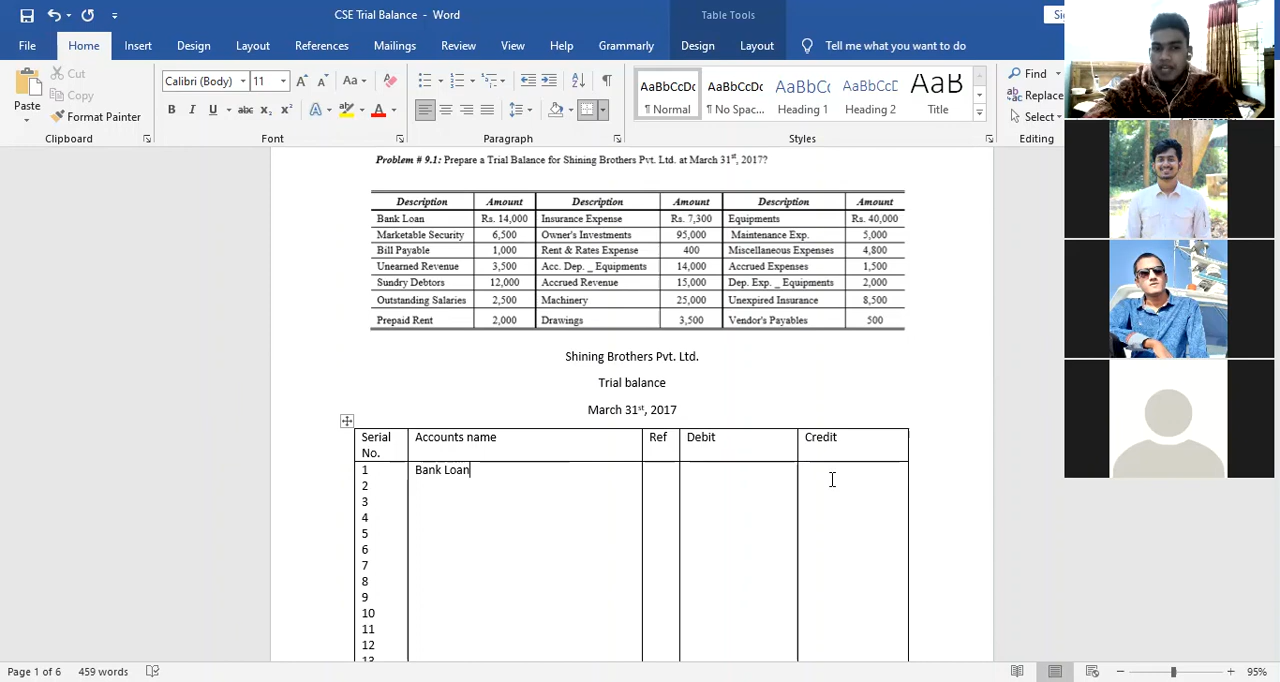 CSE Trial Balance - Word
Table Tools
File Home Insert Design Layout References Mailings Review View Help Grammarly Design Layout Tell me what you want to do
Paste
Cut
Copy
Format Painter
Calibri (Body) 11
Aa
B I U abc x₂ x²
AaBbCcDc AaBbCcDc AaBbCc AaBbCcC AaB
¶ Normal ¶ No Spac... Heading 1 Heading 2 Title
Find
Replace
Select
Clipboard Font Paragraph Styles Editing
Problem # 9.1: Prepare a Trial Balance for Shining Brothers Pvt. Ltd. at March 31st, 2017?
Description Amount Description Amount Description Amount
Bank Loan Rs. 14,000 Insurance Expense Rs. 7,300 Equipments Rs. 40,000
Marketable Security 6,500 Owner's Investments 95,000 Maintenance Exp. 5,000
Bill Payable 1,000 Rent & Rates Expense 400 Miscellaneous Expenses 4,800
Unearned Revenue 3,500 Acc. Dep. _ Equipments 14,000 Accrued Expenses 1,500
Sundry Debtors 12,000 Accrued Revenue 15,000 Dep. Exp. _ Equipments 2,000
Outstanding Salaries 2,500 Machinery 25,000 Unexpired Insurance 8,500
Prepaid Rent 2,000 Drawings 3,500 Vendor's Payables 500
Shining Brothers Pvt. Ltd.
Trial balance
March 31st, 2017
Serial No. Accounts name Ref Debit Credit
1 Bank Loan
2
3
4
5
6
7
8
9
10
11
12
13
Page 1 of 6 459 words 95%